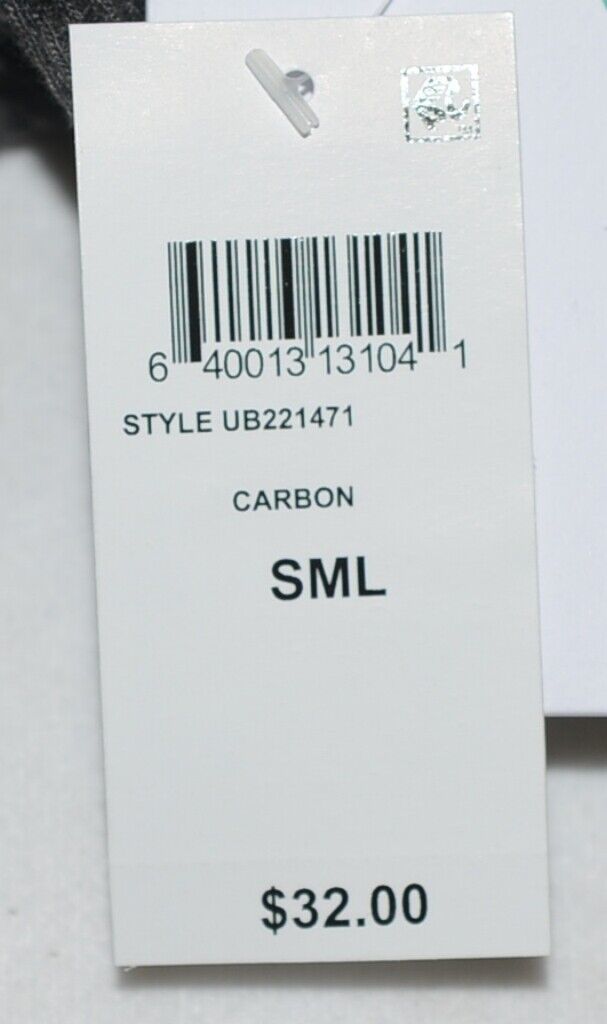 6 40013 13104 1
STYLE UB221471
CARBON
SML
$32.00